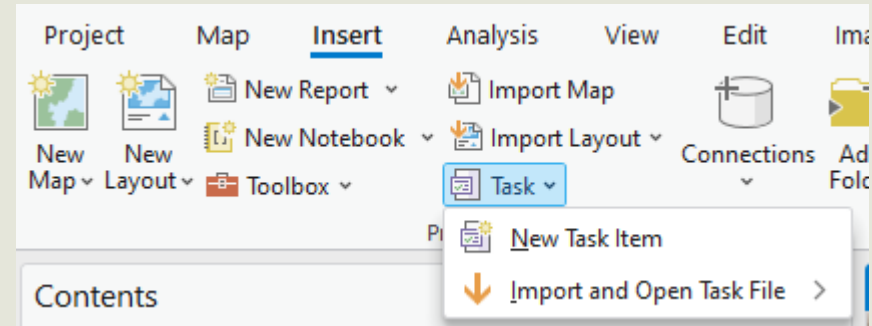 Project Map Insert Analysis View Edit
New Report Import Map
New Notebook Import Layout
New Map New Layout Toolbox Task Connections
New Task Item
Import and Open Task File
Contents